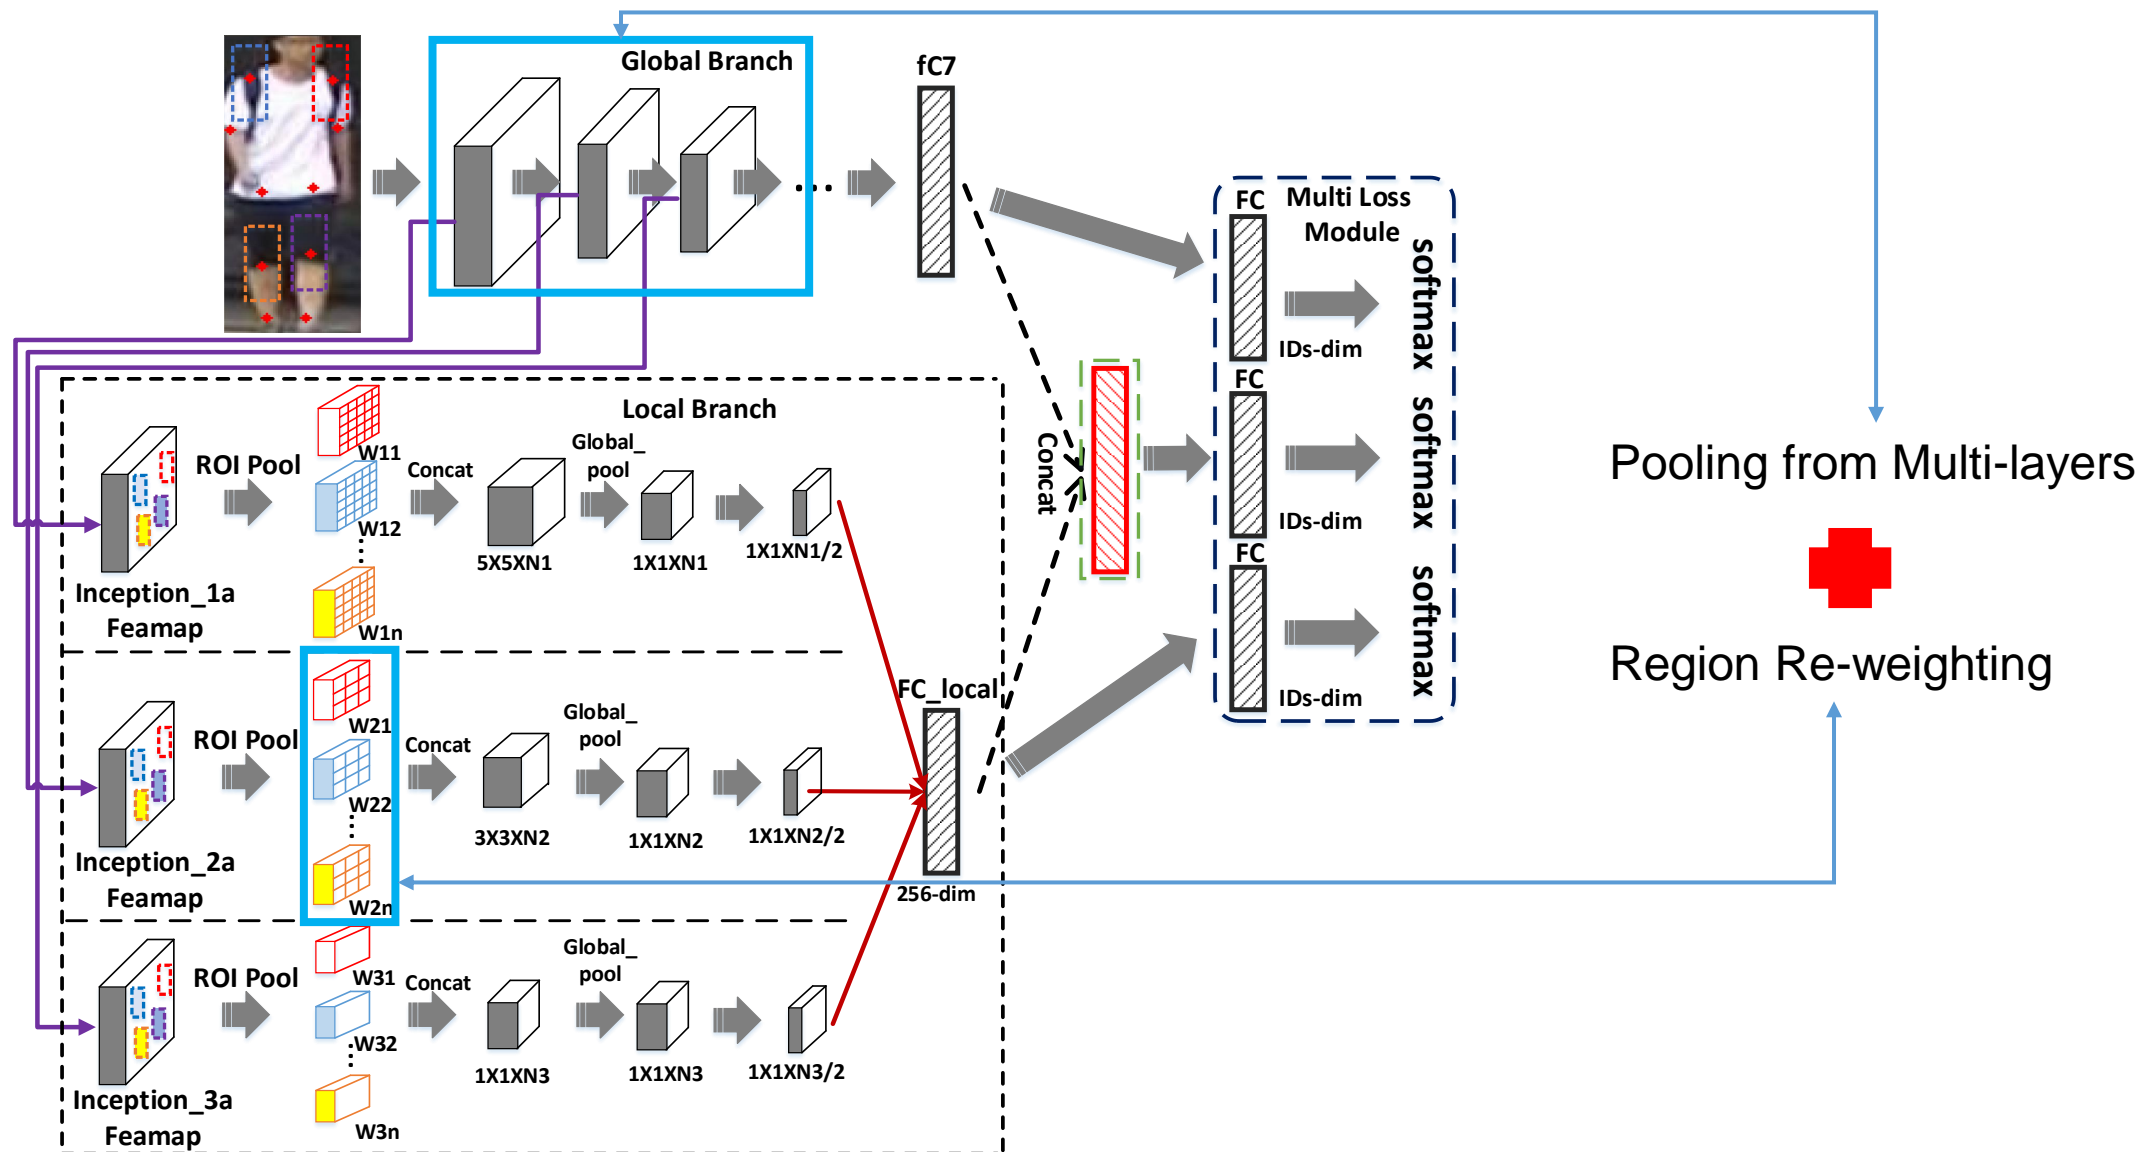 Global Branch
fC7
...
FC
Multi Loss
Module
softmax
IDs-dim
FC
softmax
IDs-dim
FC
softmax
IDs-dim
Concat
Pooling from Multi-layers
Region Re-weighting
Local Branch
ROI Pool
W11
W12
W1n
Concat
5X5XN1
Global_
pool
1X1XN1
1X1XN1/2
Inception_1a
Feamap
ROI Pool
W21
W22
W2n
Concat
3X3XN2
Global_
pool
1X1XN2
1X1XN2/2
Inception_2a
Feamap
FC_local
256-dim
ROI Pool
W31
W32
W3n
Concat
1X1XN3
Global_
pool
1X1XN3
1X1XN3/2
Inception_3a
Feamap